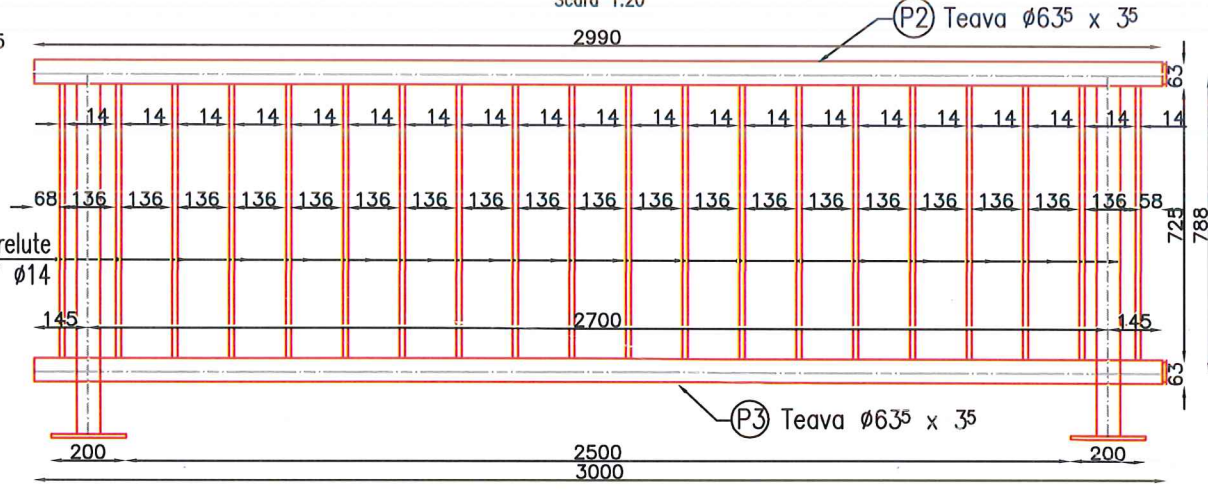 Scara 1:20
P2 Teava ø63⁵ x 3⁵
5
2990
63
14 14 14 14 14 14 14 14 14 14 14 14 14 14 14 14 14 14 14 14
68 136 136 136 136 136 136 136 136 136 136 136 136 136 136 136 136 136 136 136 58
725
788
relute
ø14
145 2700 145
63
P3 Teava ø63⁵ x 3⁵
200 2500 200
3000